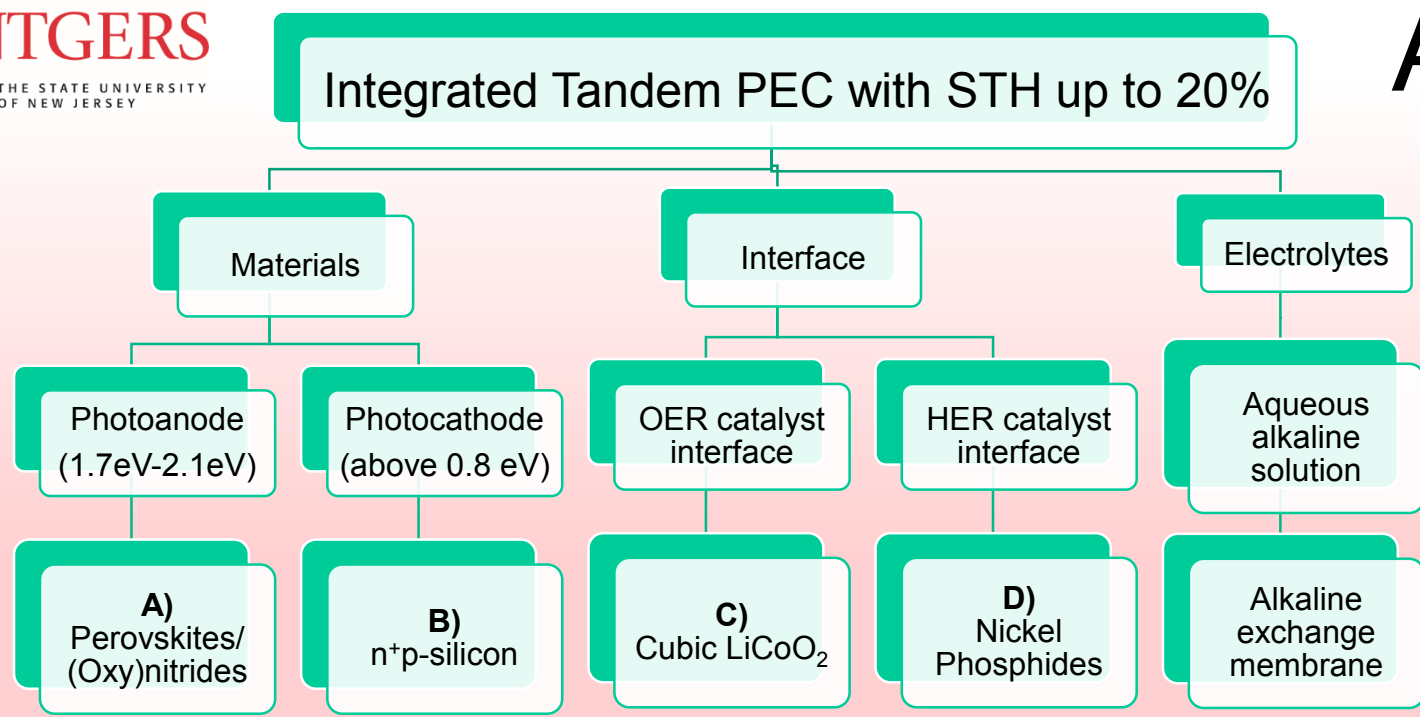 NTGERS
THE STATE UNIVERSITY
OF NEW JERSEY
Integrated Tandem PEC with STH up to 20%
A
Materials
Interface
Electrolytes
Photoanode
(1.7eV-2.1eV)
Photocathode
(above 0.8 eV)
OER catalyst
interface
HER catalyst
interface
Aqueous
alkaline
solution
A)
Perovskites/
(Oxy)nitrides
B)
n⁺p-silicon
C)
Cubic LiCoO₂
D)
Nickel
Phosphides
Alkaline
exchange
membrane